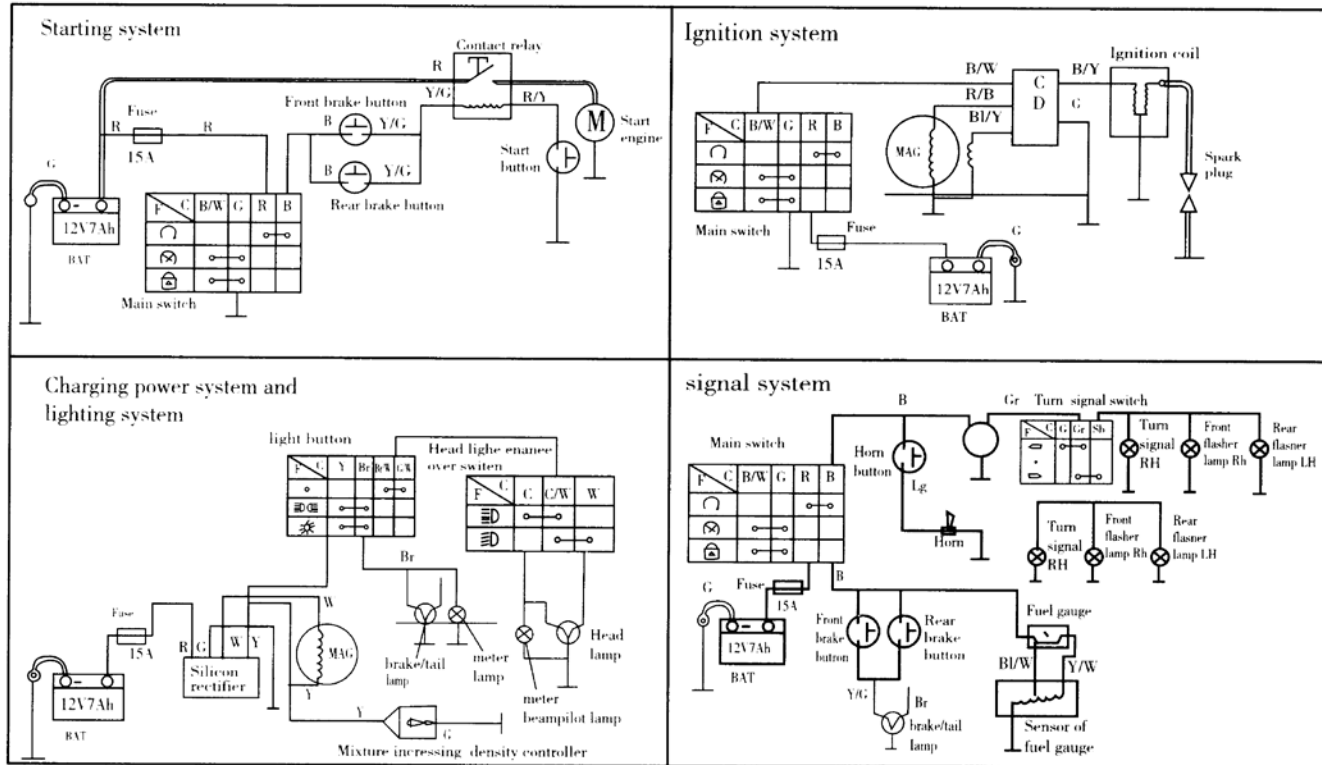 Starting system
Contact relay
R
Y/G
R/Y
Fuse
Front brake button
R
R
B
Y/G
15A
M
Start
engine
Start
button
G
B
Y/G
Rear brake button
-
12V7Ah
BAT
F C B/W G R B
Main switch
Ignition system
Ignition coil
B/W
C
D
B/Y
R/B
G
Bl/Y
F C B/W G R B
MAG
Spark
plug
Main switch
Fuse
G
15A
12V7Ah
BAT
Charging power system and
lighting system
light button
Head lighe enanee
over switen
F C Y Br Br/W G/W
F C C C/W W
Br
W
Fuse
15A
R G W Y
MAG
Silicon
rectifier
brake/tail
lamp
meter
lamp
Head
lamp
Y
meter
beampilot lamp
-
12V7Ah
BAT
Y
G
Mixture incressing density controller
signal system
B
Gr
Turn signal switch
Main switch
Horn
button
F C G Gr Sb
Turn
signal
RH
Front
flasher
lamp Rh
Rear
flasner
lamp LH
F C B/W G R B
Lg
Horn
Turn
signal
RH
Front
flasher
lamp Rh
Rear
flasner
lamp LH
G
Fuse
15A
B
-
12V7Ah
BAT
Front
brake
butron
Rear
brake
button
Fuel gauge
Bl/W
Y/W
Y/G
Br
brake/tail
lamp
Sensor of
fuel gauge